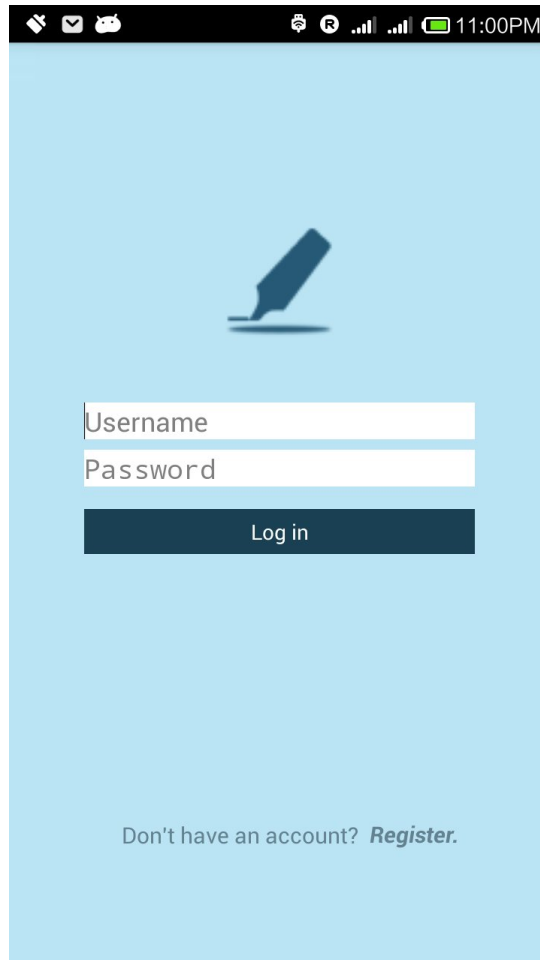 R 11:00PM
Username
Password
Log in
Don't have an account? Register.